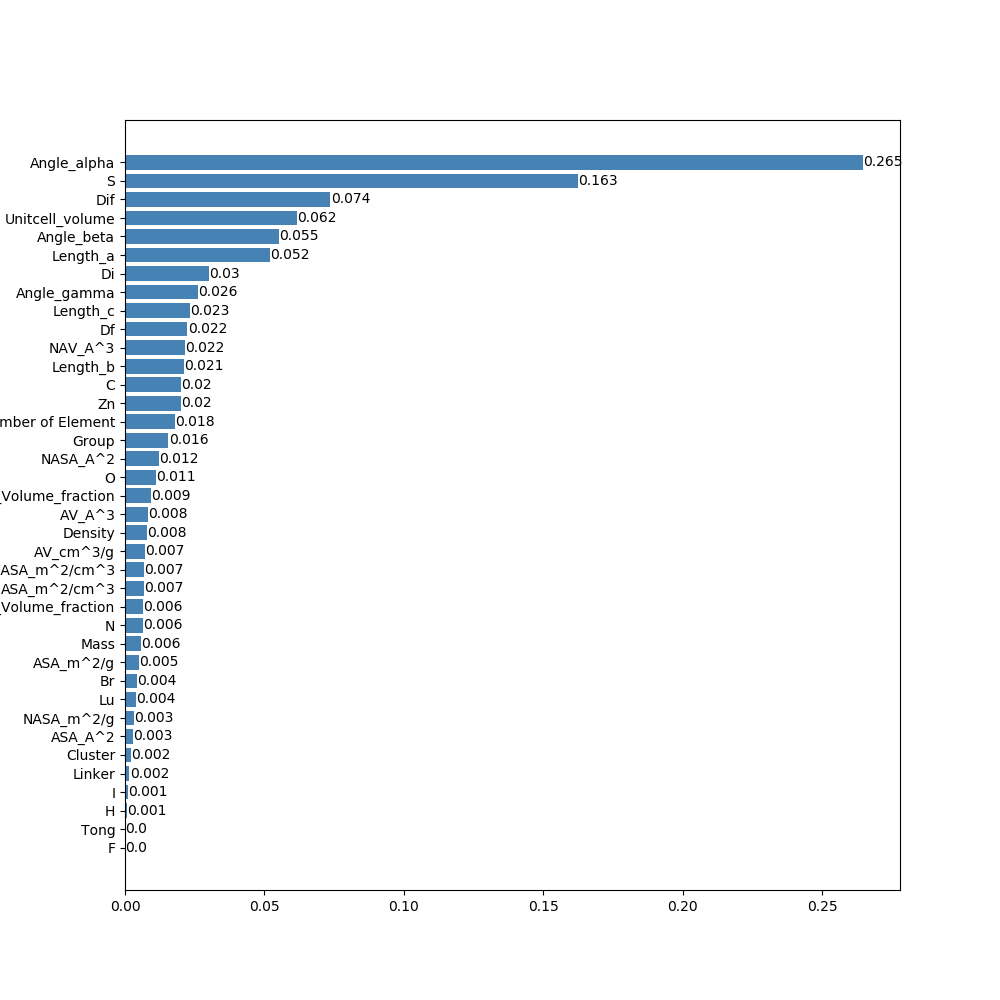 Angle_alpha 0.265
S 0.163
Dif 0.074
Unitcell_volume 0.062
Angle_beta 0.055
Length_a 0.052
Di 0.03
Angle_gamma 0.026
Length_c 0.023
Df 0.022
NAV_A^3 0.022
Length_b 0.021
C 0.02
Zn 0.02
mber of Element 0.018
Group 0.016
NASA_A^2 0.012
O 0.011
_Volume_fraction 0.009
AV_A^3 0.008
Density 0.008
AV_cm^3/g 0.007
ASA_m^2/cm^3 0.007
ASA_m^2/cm^3 0.007
_Volume_fraction 0.006
N 0.006
Mass 0.006
ASA_m^2/g 0.005
Br 0.004
Lu 0.004
NASA_m^2/g 0.003
ASA_A^2 0.003
Cluster 0.002
Linker 0.002
I 0.001
H 0.001
Tong 0.0
F 0.0
0.00 0.05 0.10 0.15 0.20 0.25